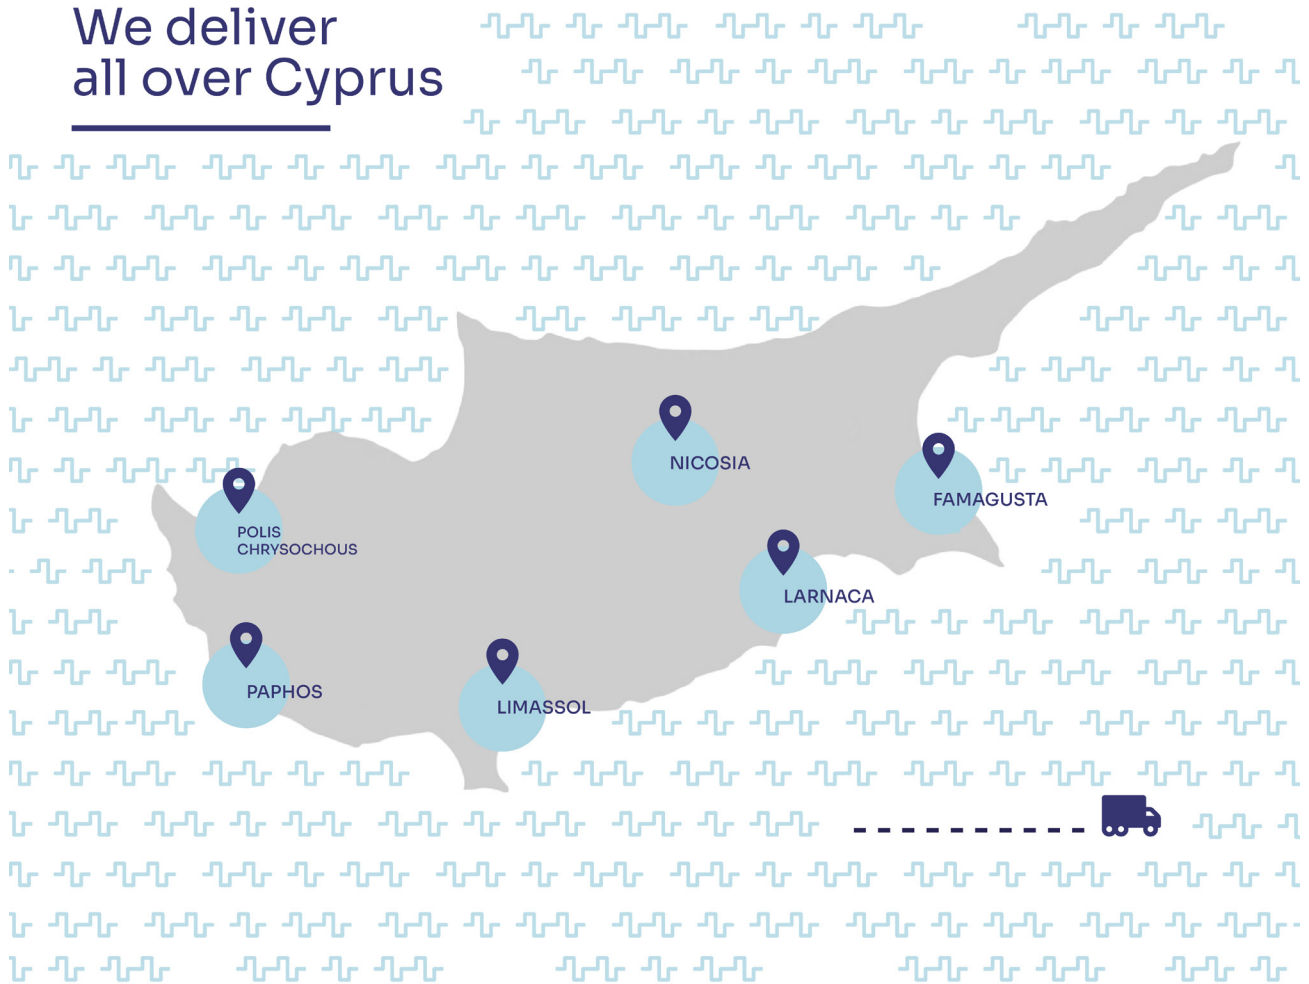 We deliver
all over Cyprus
NICOSIA
FAMAGUSTA
POLIS
CHRYSOCHOUS
LARNACA
PAPHOS
LIMASSOL